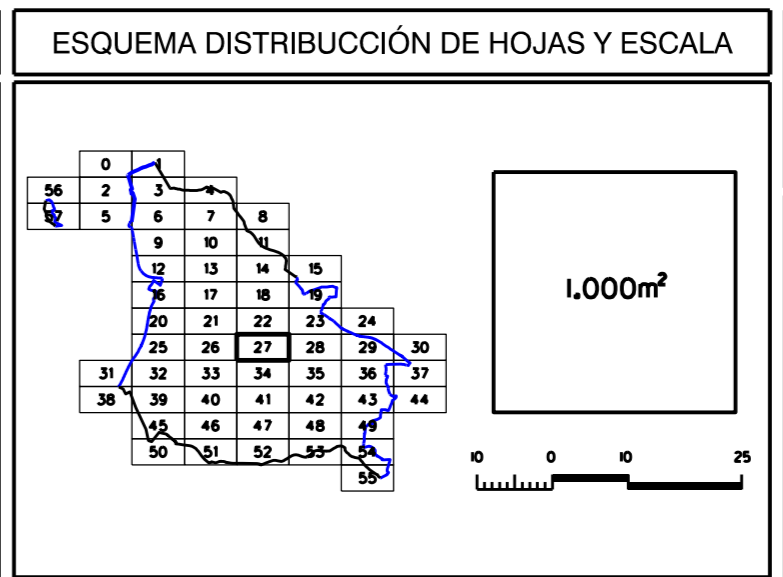 ESQUEMA DISTRIBUCCIÓN DE HOJAS Y ESCALA
0 1
56 2 3 4
57 5 6 7 8
9 10 11
12 13 14 15
16 17 18 19
20 21 22 23 24
25 26 27 28 29 30
31 32 33 34 35 36 37
38 39 40 41 42 43 44
45 46 47 48 49
50 51 52 53 54
55
1.000m²
10 0 10 25